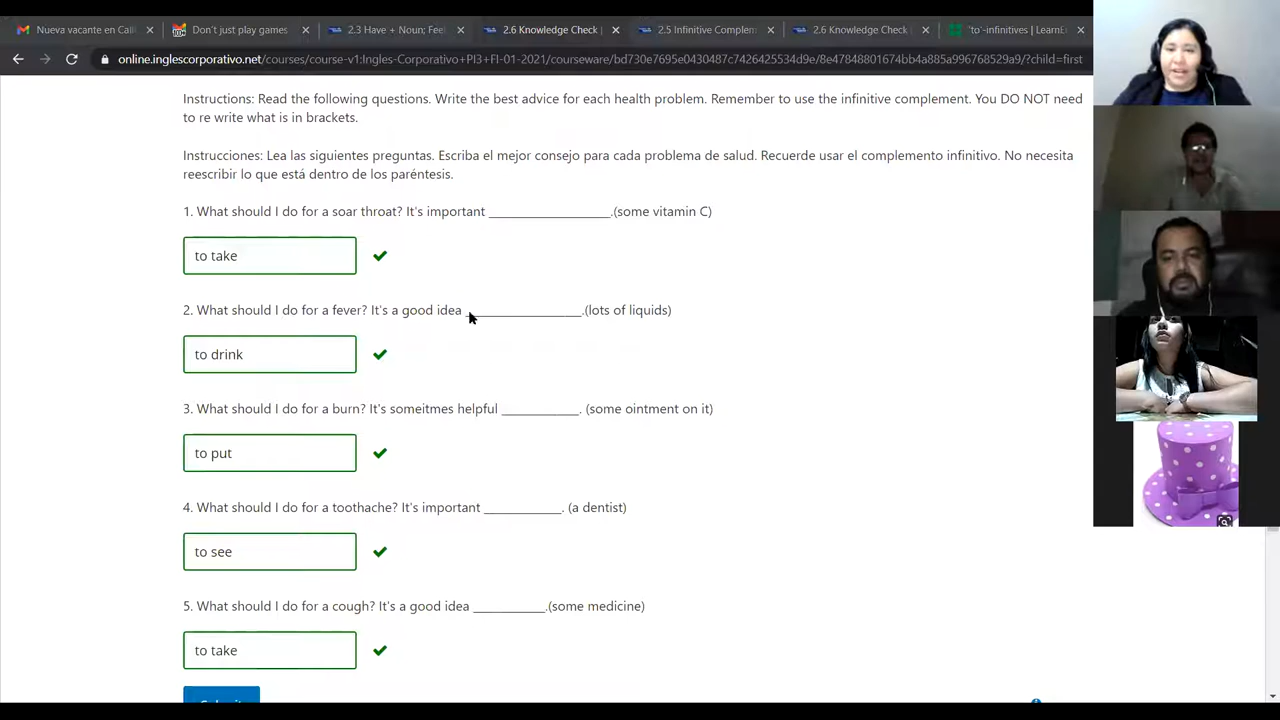 Nueva vacante en Cali
Don't just play games
2.3 Have + Noun; Feel
2.6 Knowledge Check
2.5 Infinitive Complem
2.6 Knowledge Check
'to'-infinitives | LearnE
online.inglescorporativo.net/courses/course-v1:Ingles-Corporativo+PI3+FI-01-2021/courseware/bd730e7695e0430487c7426425534d9e/8e47848801674bb4a885a996768529a9/?child=first
Instructions: Read the following questions. Write the best advice for each health problem. Remember to use the infinitive complement. You DO NOT need
to re write what is in brackets.
Instrucciones: Lea las siguientes preguntas. Escriba el mejor consejo para cada problema de salud. Recuerde usar el complemento infinitivo. No necesita
reescribir lo que está dentro de los paréntesis.
1. What should I do for a soar throat? It's important ___________________.(some vitamin C)
to take
2. What should I do for a fever? It's a good idea __________________.(lots of liquids)
to drink
3. What should I do for a burn? It's someitmes helpful ____________. (some ointment on it)
to put
4. What should I do for a toothache? It's important ____________. (a dentist)
to see
5. What should I do for a cough? It's a good idea ___________.(some medicine)
to take
Submit